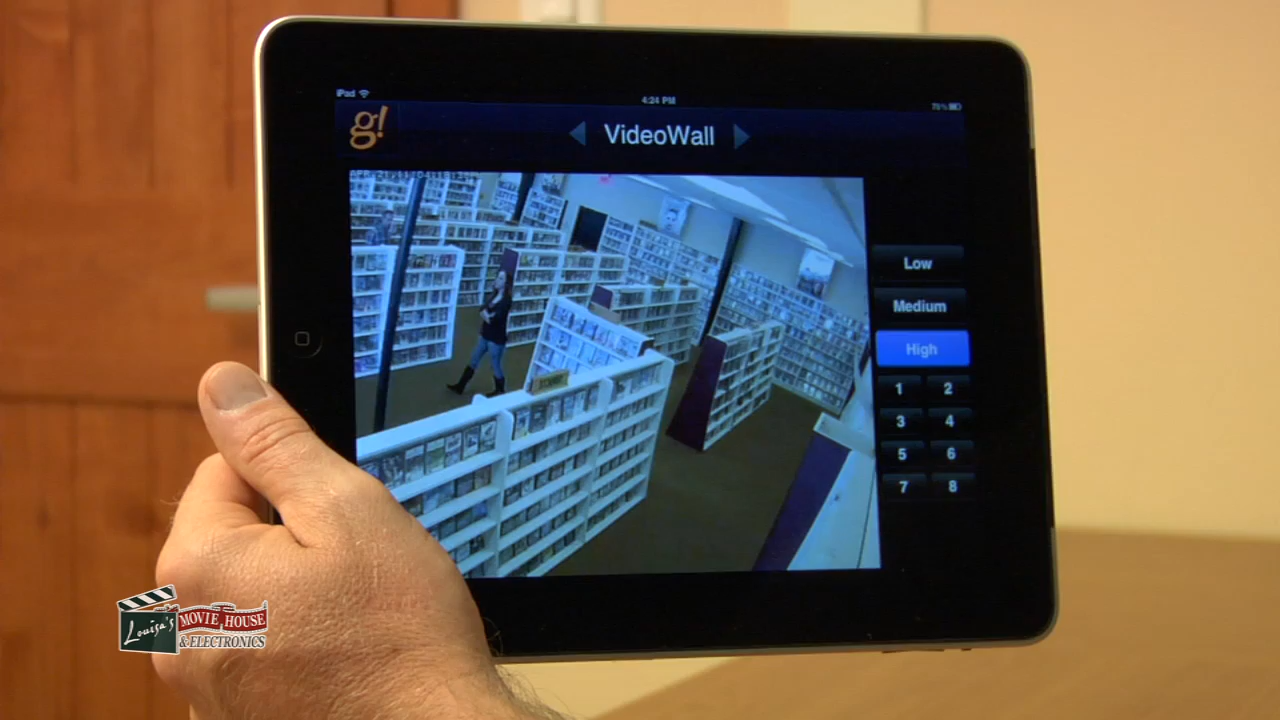 iPad
4:24 PM
g!
VideoWall
Low
Medium
High
1 2
3 4
5 6
7 8
Louisa's
MOVIE HOUSE
& ELECTRONICS